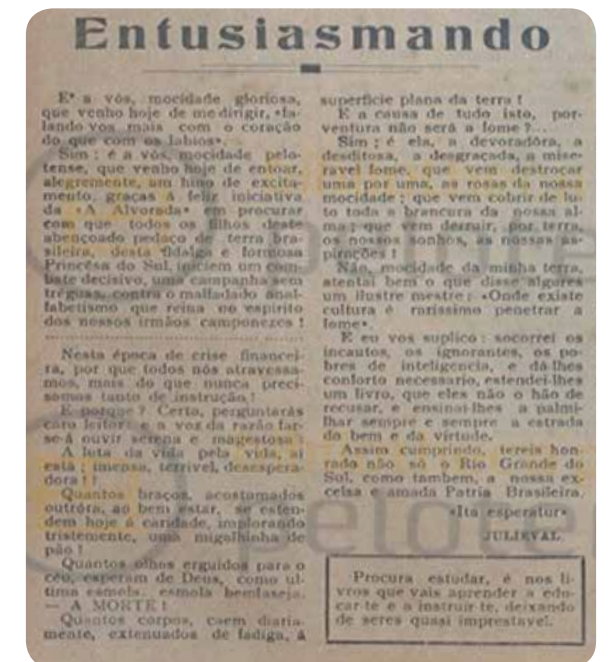 Entusiasmando
E' a vós, mocidade gloriosa,
que venho hoje de me dirigir, «fa-
lando vos mais com o coração
do que com os labios».
Sim ; é a vós, mocidade pelo-
tense, que venho hoje de entoar,
alegremente, um hino de excita-
mento, graças á feliz iniciativa
da «A Alvorada» em procurar
com que todos os filhos deste
abençoado pedaço de terra bra-
sileira, desta fidalga e formosa
Princêsa do Sul, iniciem um com-
bate decisivo, uma campanha sem
tréguas, contra o malfadado anal-
fabetismo que reina no espirito
dos nossos irmãos camponezes !
Nesta época de crise financei-
ra, por que todos nós atravessa-
mos, mais do que nunca preci-
samos tanto de instrução !
E porque ? Certo, perguntarás
caro leitor; e a voz da razão far-
se-á ouvir serena e magestosa !
A luta da vida pela vida, aí
está ; imensa, terrivel, desespera-
dora ! !
Quantos braços, acostumados
outróra, ao bem estar, se esten-
dem hoje á caridade, implorando
tristemente, uma migalhinha de
pão !
Quantos olhos erguidos para o
céu, esperam de Deus, como ul-
tima esmola, esmola bemfaseja,
— A MORTE !
Quantos corpos, caem diaria-
mente, extenuados de fadiga, á
superficie plana da terra !
E a causa de tudo isto, por-
ventura não será a fome ?...
Sim ; é ela, a devoradôra, a
desditosa, a desgraçada, a mise-
ravel fome, que vem destroçar
uma por uma, as rosas da nossa
mocidade ; que vem cobrir de lu-
to toda a brancura da nossa al-
ma ; que vem derruir, por terra,
os nossos sonhos, as nossas as-
pirações !
Não, mocidade da minha terra,
atentai bem o que disse algures
um ilustre mestre ; «Onde existe
cultura é rarissimo penetrar a
fome».
E eu vos suplico : socorrei os
incautos, os ignorantes, os po-
bres de inteligencia, e dá-lhes
conforto necessario, estendei-lhes
um livro, que eles não o hão de
recusar, e ensinai-lhes a palmi-
lhar sempre e sempre a estrada
do bem e da virtude.
Assim cumprindo, tereis hon-
rado não só o Rio Grande do
Sul, como tambem, a nossa ex-
celsa e amada Patria Brasileira.
«Ita esperatur»
JULIEVAL
Procura estudar, é nos li-
vros que vais aprender a edu-
car-te e a instruir-te, deixando
de seres quasi imprestavel.